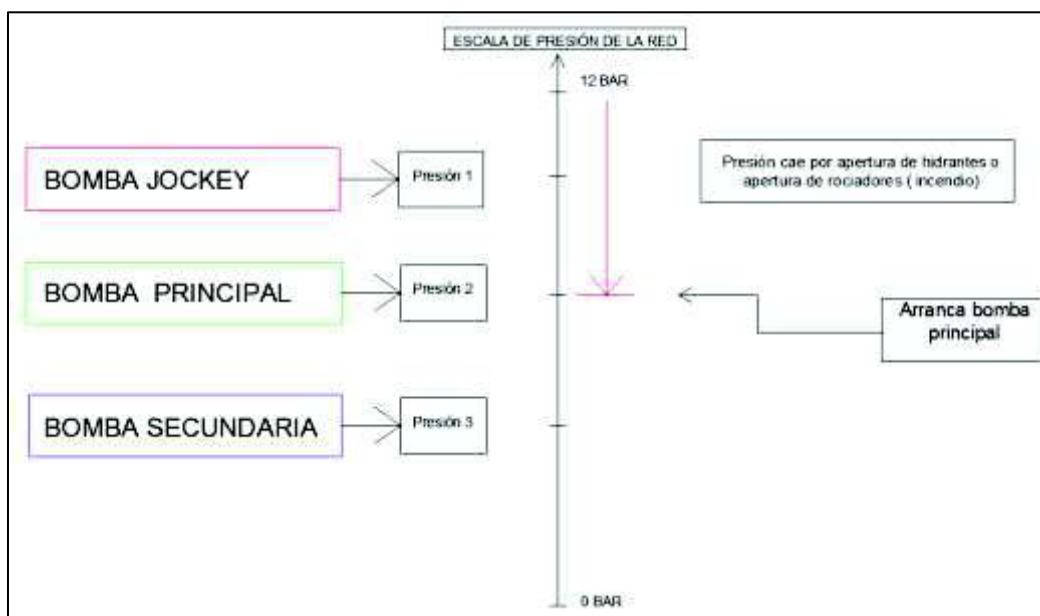 ESCALA DE PRESIÓN DE LA RED
12 BAR
BOMBA JOCKEY
Presión 1
Presión cae por apertura de hidrantes o
apertura de rociadores ( incendio)
BOMBA PRINCIPAL
Presión 2
Arranca bomba
principal
BOMBA SECUNDARIA
Presión 3
0 BAR